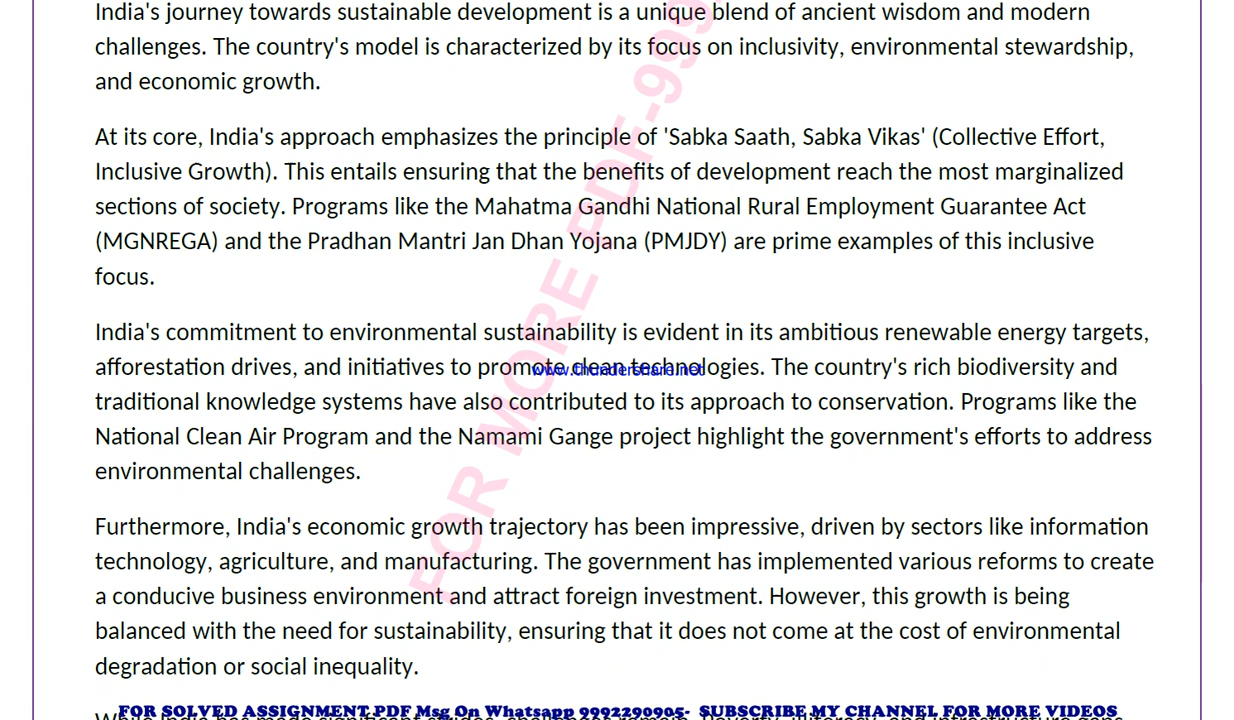 India's journey towards sustainable development is a unique blend of ancient wisdom and modern
challenges. The country's model is characterized by its focus on inclusivity, environmental stewardship,
and economic growth.
At its core, India's approach emphasizes the principle of 'Sabka Saath, Sabka Vikas' (Collective Effort,
Inclusive Growth). This entails ensuring that the benefits of development reach the most marginalized
sections of society. Programs like the Mahatma Gandhi National Rural Employment Guarantee Act
(MGNREGA) and the Pradhan Mantri Jan Dhan Yojana (PMJDY) are prime examples of this inclusive
focus.
India's commitment to environmental sustainability is evident in its ambitious renewable energy targets,
afforestation drives, and initiatives to promote clean technologies. The country's rich biodiversity and
www.thundershare.net
traditional knowledge systems have also contributed to its approach to conservation. Programs like the
National Clean Air Program and the Namami Gange project highlight the government's efforts to address
environmental challenges.
Furthermore, India's economic growth trajectory has been impressive, driven by sectors like information
technology, agriculture, and manufacturing. The government has implemented various reforms to create
a conducive business environment and attract foreign investment. However, this growth is being
balanced with the need for sustainability, ensuring that it does not come at the cost of environmental
degradation or social inequality.
FOR SOLVED ASSIGNMENT PDF Msg On Whatsapp 9992290905- SUBSCRIBE MY CHANNEL FOR MORE VIDEOS
FOR MORE PDF-999